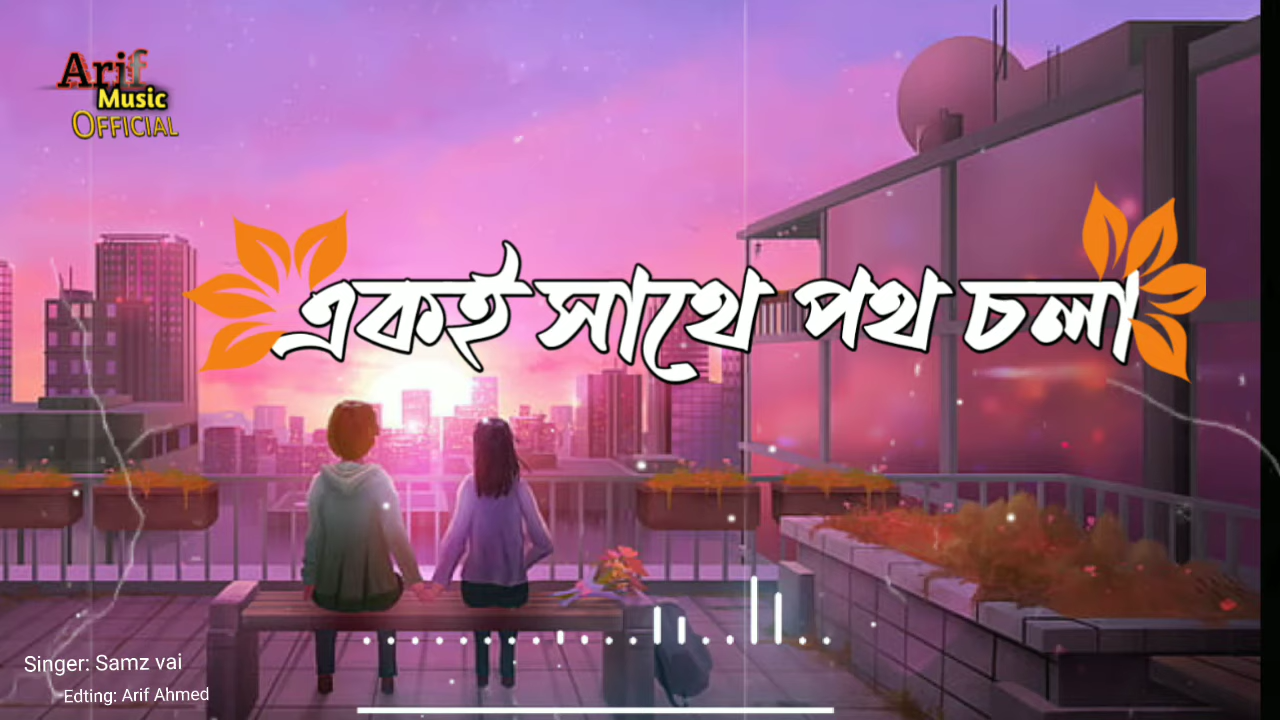 Arif
Music
OFFICIAL
একই সাথে পথ চলা
Singer: Samz vai
Edting: Arif Ahmed